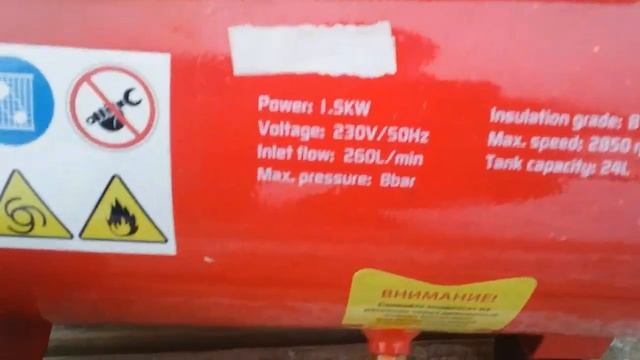 Power: 1.5KW
Voltage: 230V/50Hz
Inlet flow: 260L/min
Max. pressure: 8bar
Insulation grade: B
Max. speed: 2850 r
Tank capacity: 24L
ВНИМАНИЕ!